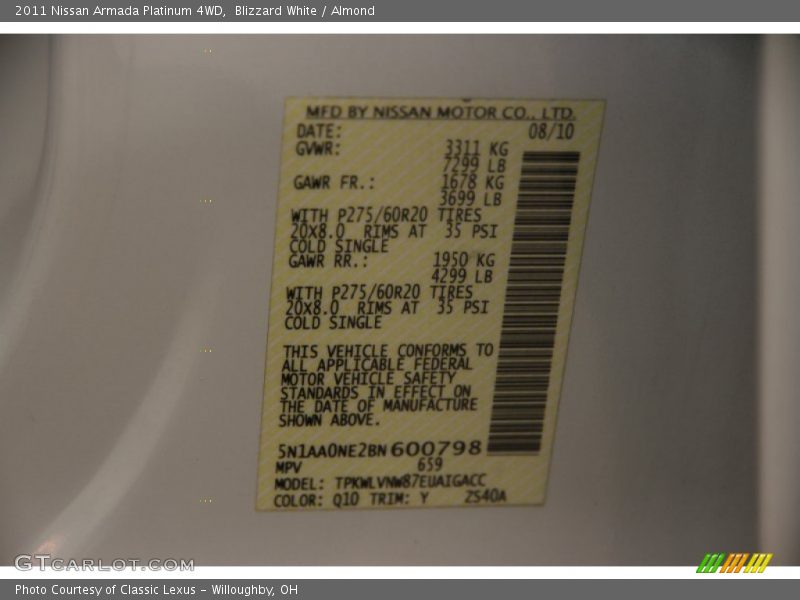 2011 Nissan Armada Platinum 4WD,  Blizzard White / Almond
MFD BY NISSAN MOTOR CO., LTD.
DATE: 08/10
GVWR: 3311 KG
7299 LB
GAWR FR.: 1678 KG
3699 LB
WITH P275/60R20 TIRES
20X8.0 RIMS AT 35 PSI
COLD SINGLE
GAWR RR.: 1950 KG
4299 LB
WITH P275/60R20 TIRES
20X8.0 RIMS AT 35 PSI
COLD SINGLE
THIS VEHICLE CONFORMS TO
ALL APPLICABLE FEDERAL
MOTOR VEHICLE SAFETY
STANDARDS IN EFFECT ON
THE DATE OF MANUFACTURE
SHOWN ABOVE.
5N1AA0NE2BN600798
MPV 659
MODEL: TPKWLVNW87EUAIGACC
COLOR: Q10 TRIM: Y ZS40A
GTCARLOT.COM
Photo Courtesy of Classic Lexus - Willoughby, OH